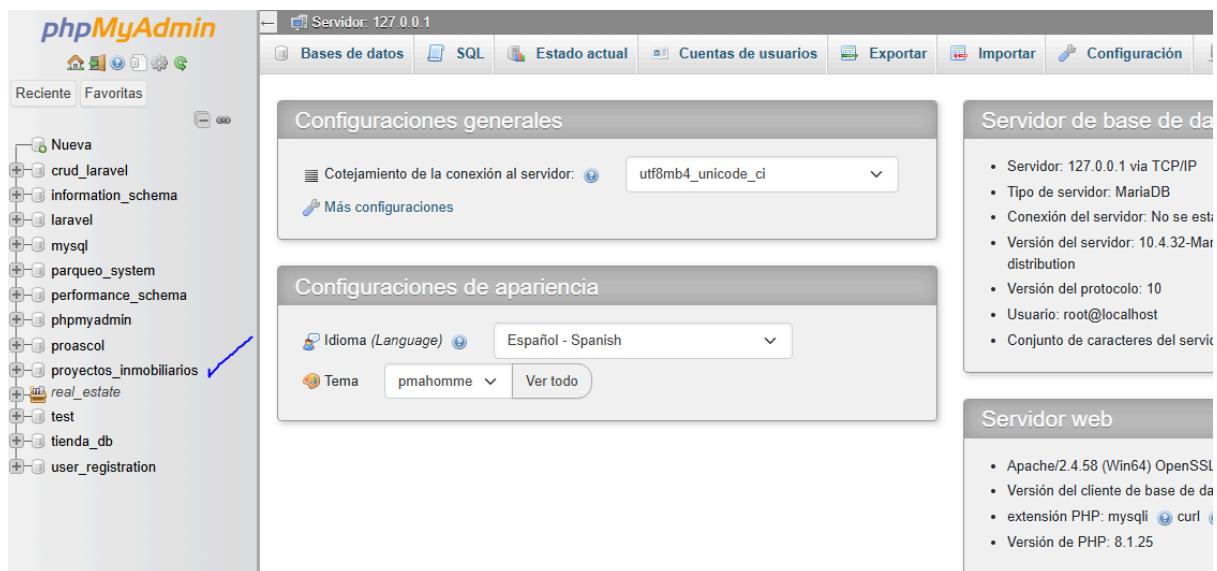 phpMyAdmin
Reciente Favoritas
Nueva
crud_laravel
information_schema
laravel
mysql
parqueo_system
performance_schema
phpmyadmin
proascol
proyectos_inmobiliarios
real_estate
test
tienda_db
user_registration
Servidor: 127.0.0.1
Bases de datos SQL Estado actual Cuentas de usuarios Exportar Importar Configuración
Configuraciones generales
Cotejamiento de la conexión al servidor: utf8mb4_unicode_ci
Más configuraciones
Configuraciones de apariencia
Idioma (Language) Español - Spanish
Tema pmahomme Ver todo
Servidor de base de da
Servidor: 127.0.0.1 via TCP/IP
Tipo de servidor: MariaDB
Conexión del servidor: No se está
Versión del servidor: 10.4.32-Mar
distribution
Versión del protocolo: 10
Usuario: root@localhost
Conjunto de caracteres del servid
Servidor web
Apache/2.4.58 (Win64) OpenSSL
Versión del cliente de base de da
extensión PHP: mysqli curl
Versión de PHP: 8.1.25